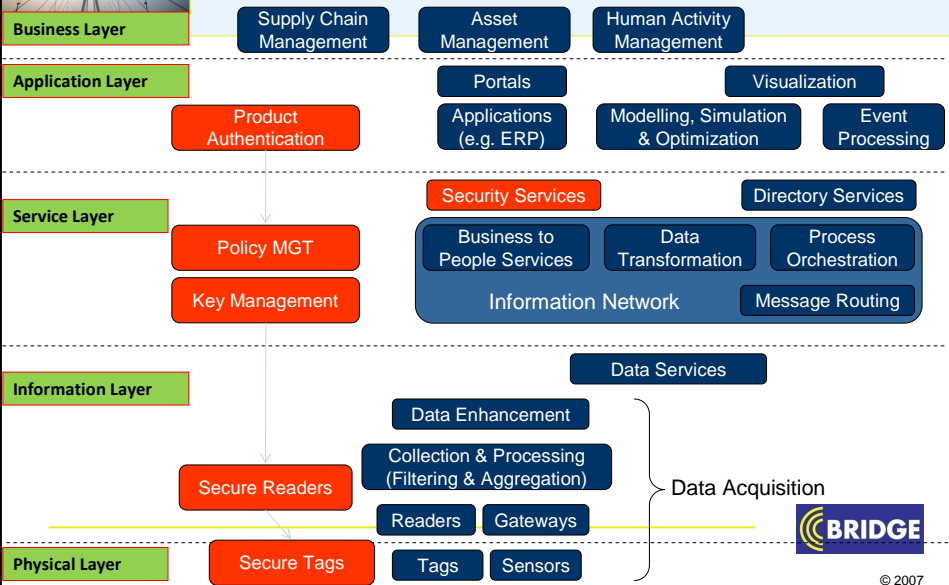 Business Layer
Supply Chain
Management
Asset
Management
Human Activity
Management
Application Layer
Portals
Visualization
Product
Authentication
Applications
(e.g. ERP)
Modelling, Simulation
& Optimization
Event
Processing
Service Layer
Security Services
Directory Services
Policy MGT
Business to
People Services
Data
Transformation
Process
Orchestration
Key Management
Information Network
Message Routing
Information Layer
Data Services
Data Enhancement
Collection & Processing
(Filtering & Aggregation)
Secure Readers
Data Acquisition
Readers
Gateways
BRIDGE
Physical Layer
Secure Tags
Tags
Sensors
© 2007